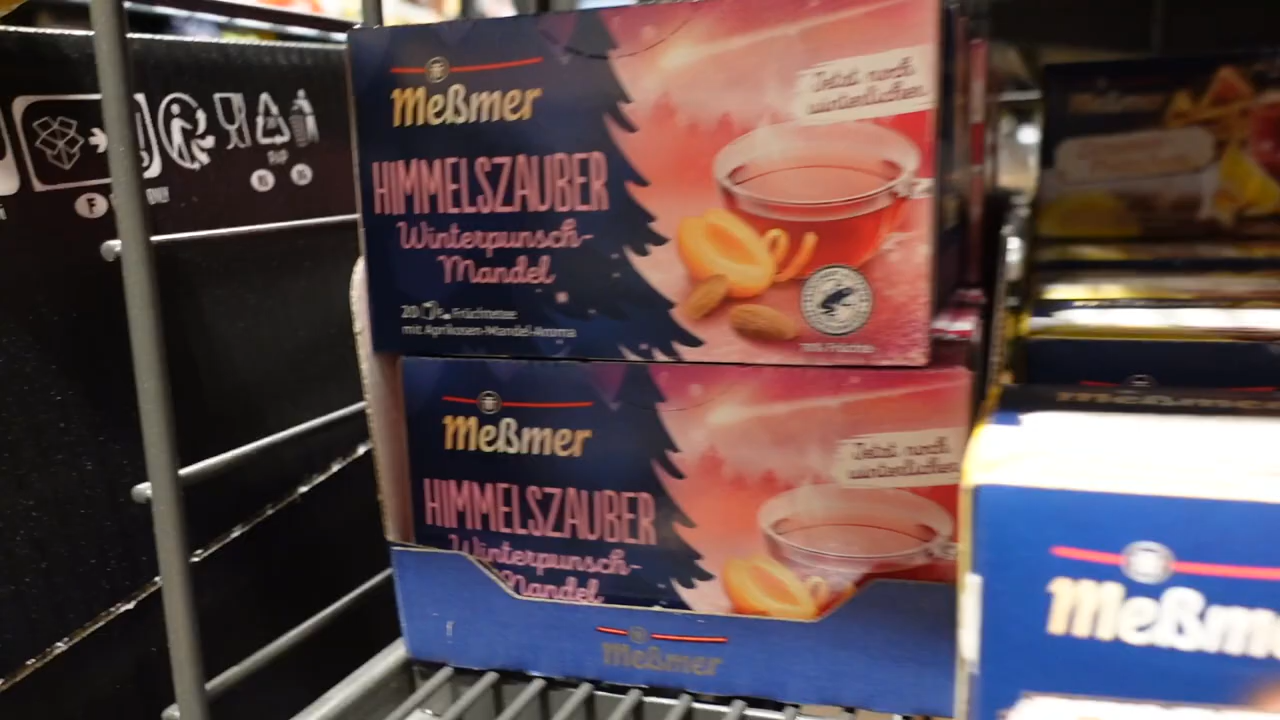 Meßmer
HIMMELSZAUBER
Winterpunsch-
Mandel
20 Früchtetee
mit Aprikosen-Mandel-Aroma
Jetzt noch
winterlicher
Meßmer
HIMMELSZAUBER
Winterpunsch-
Mandel
Jetzt noch
winterlicher
Meßmer
Meßm
F